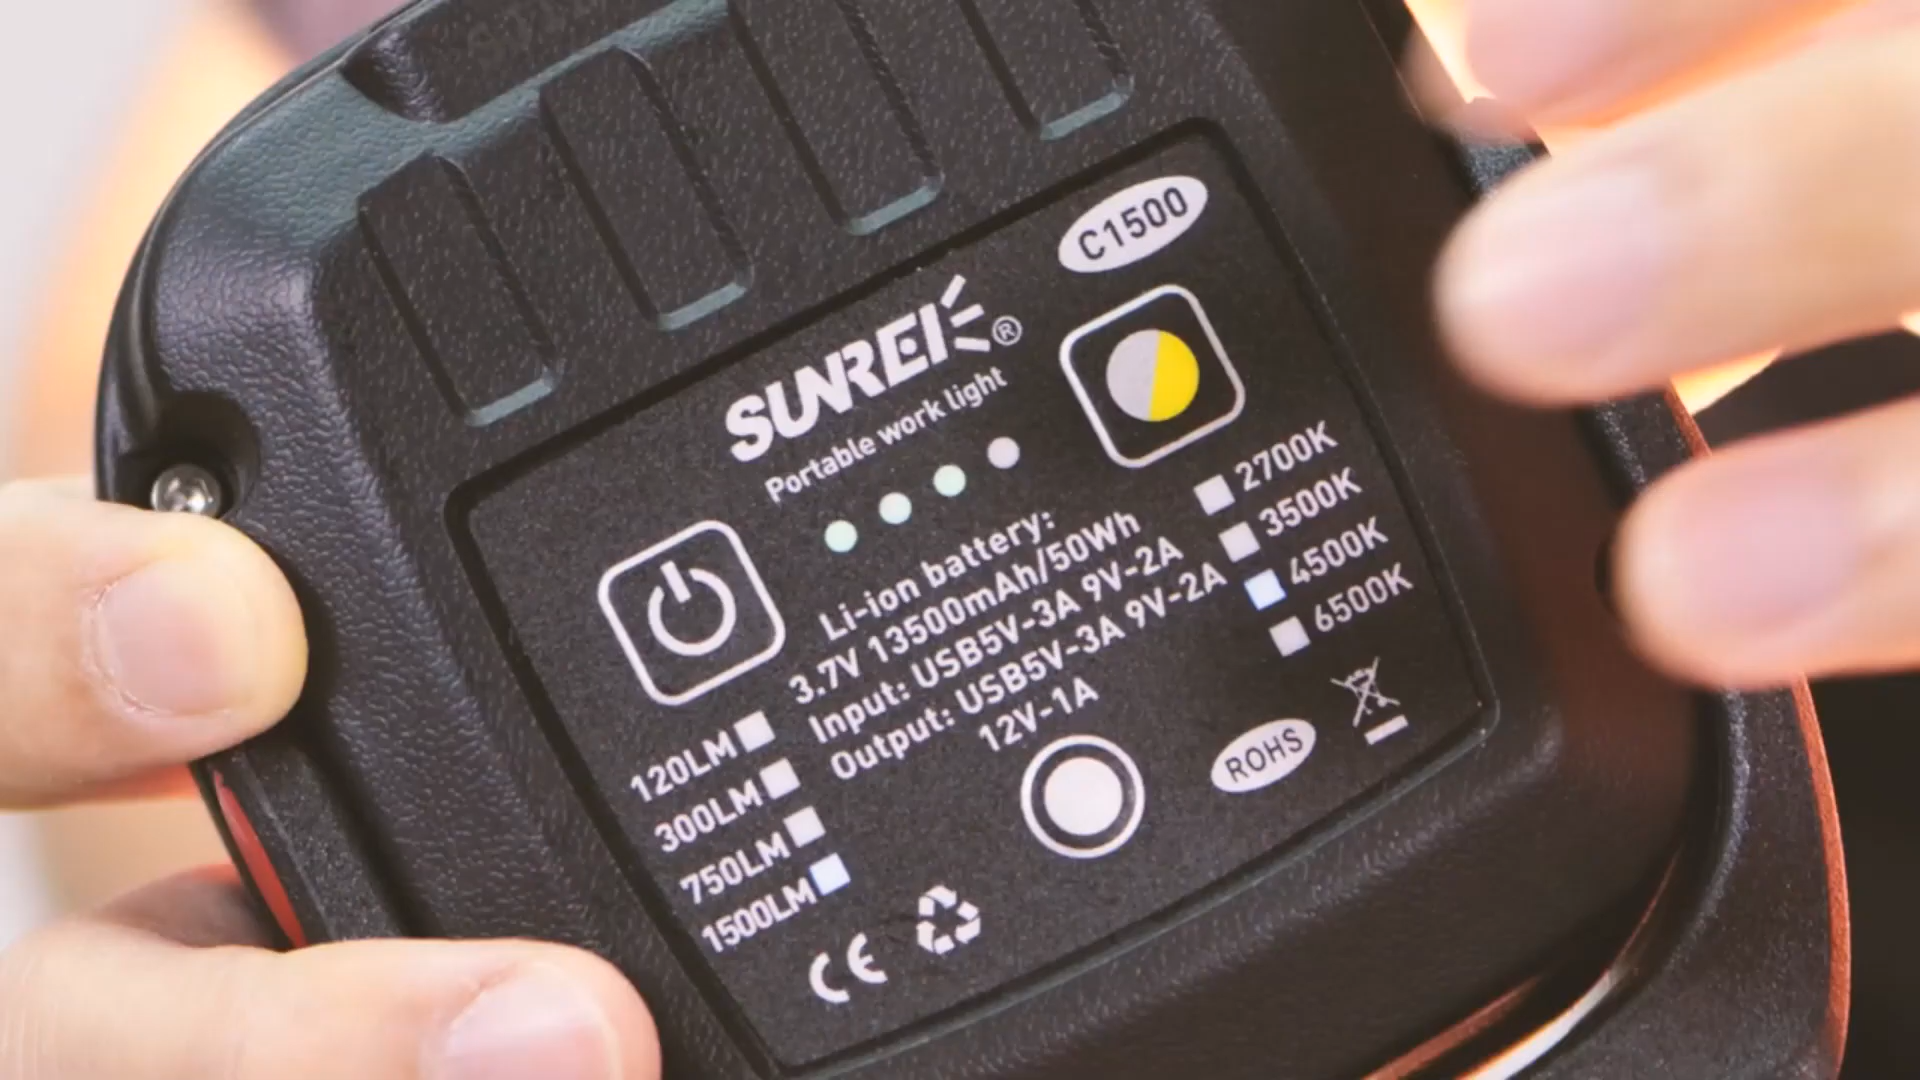 C1500
SUNREI®
Portable work light
Li-ion battery:
3.7V 13500mAh/50Wh
Input: USB5V-3A 9V-2A
Output: USB5V-3A 9V-2A
12V-1A
2700K
3500K
4500K
6500K
120LM
300LM
750LM
1500LM
ROHS
CE